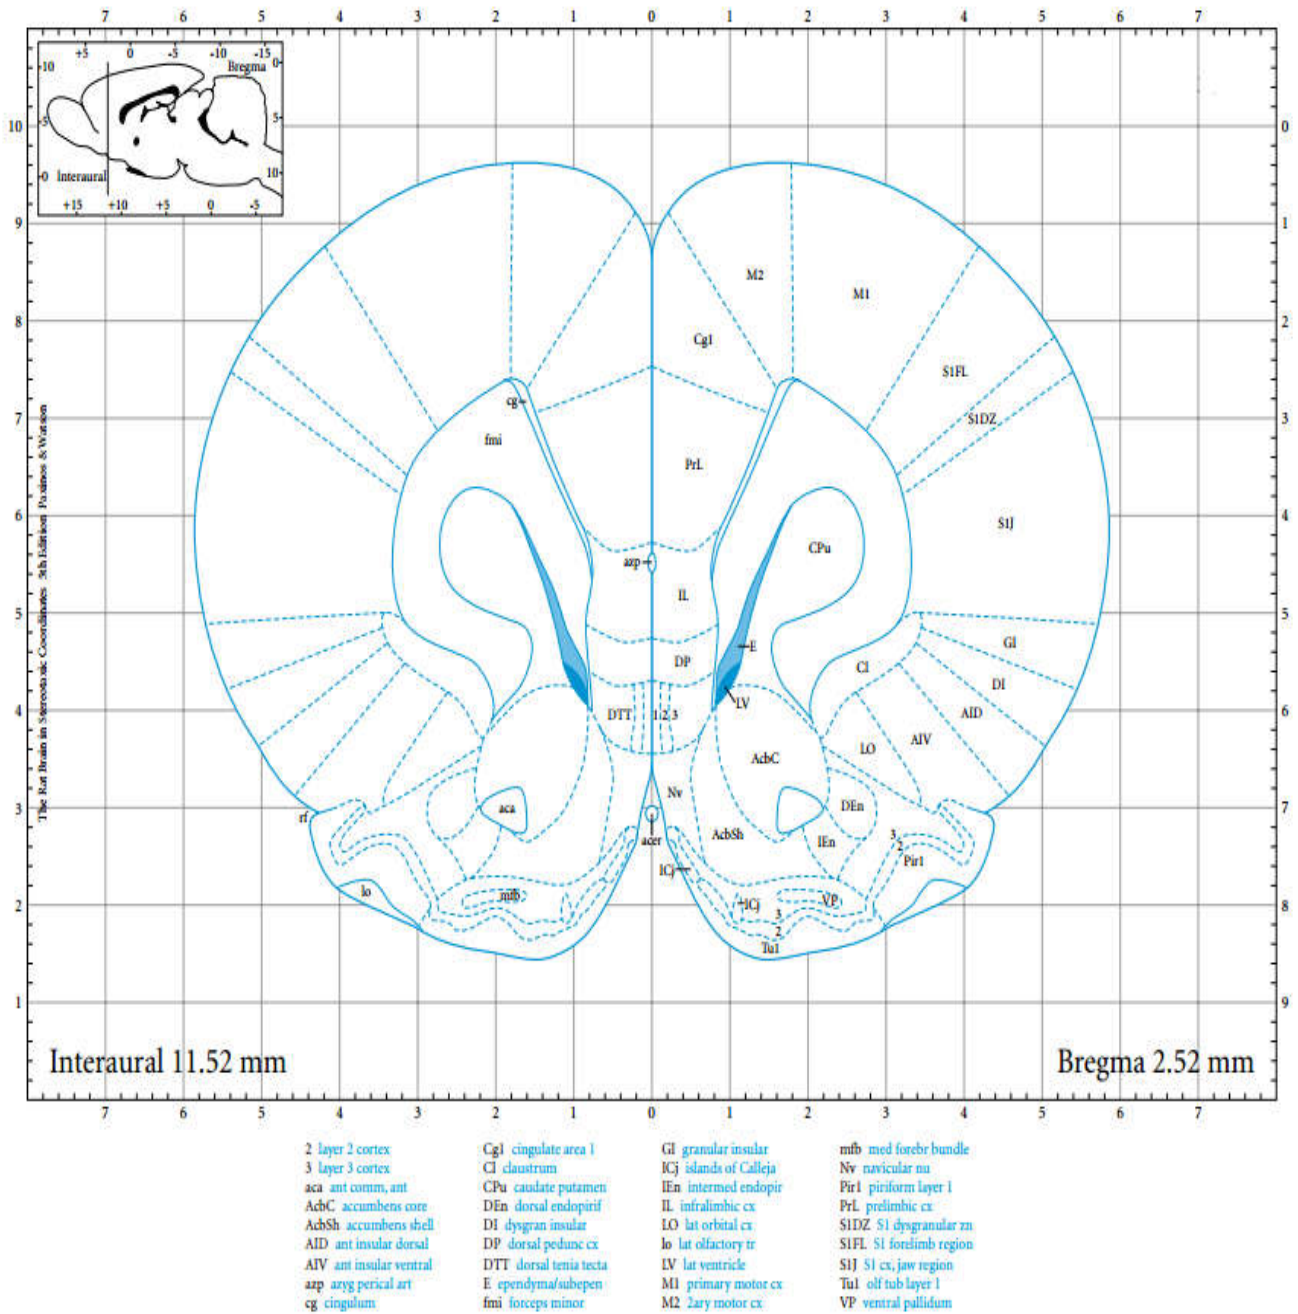 7 6 5 4 3 2 1 0 1 2 3 4 5 6 7
+5 0 -5 -10 -15
Bregma 0
10
5 5
0 Interaural 10
+15 +10 +5 0 -5
10 0
9 1
8 2
7 3
6 4
5 5
4 6
3 7
2 8
1 9
The Rat Brain in Stereotaxic Coordinates 5th Edition Paxinos & Watson
M2
M1
Cg1
S1FL
cg
S1DZ
fmi
PrL
S1J
CPu
azp
IL
E
GI
DP
Cl
DI
LV
DTT 1 2 3
AID
AIV
LO
AcbC
Nv
aca
DEn
rf
acer
AcbSh
IEn
3
2
Pir1
ICj
lo
mfb
ICj
VP
3
2
Tu1
Interaural 11.52 mm
Bregma 2.52 mm
7 6 5 4 3 2 1 0 1 2 3 4 5 6 7
2 layer 2 cortex
3 layer 3 cortex
aca ant comm, ant
AcbC accumbens core
AcbSh accumbens shell
AID ant insular dorsal
AIV ant insular ventral
azp azyg perical art
cg cingulum
Cg1 cingulate area 1
Cl claustrum
CPu caudate putamen
DEn dorsal endopirif
DI dysgran insular
DP dorsal pedunc cx
DTT dorsal tenia tecta
E ependyma/subepen
fmi forceps minor
GI granular insular
ICj islands of Calleja
IEn intermed endopir
IL infralimbic cx
LO lat orbital cx
lo lat olfactory tr
LV lat ventricle
M1 primary motor cx
M2 2ary motor cx
mfb med forebr bundle
Nv navicular nu
Pir1 piriform layer 1
PrL prelimbic cx
S1DZ S1 dysgranular zn
S1FL S1 forelimb region
S1J S1 cx, jaw region
Tu1 olf tub layer 1
VP ventral pallidum